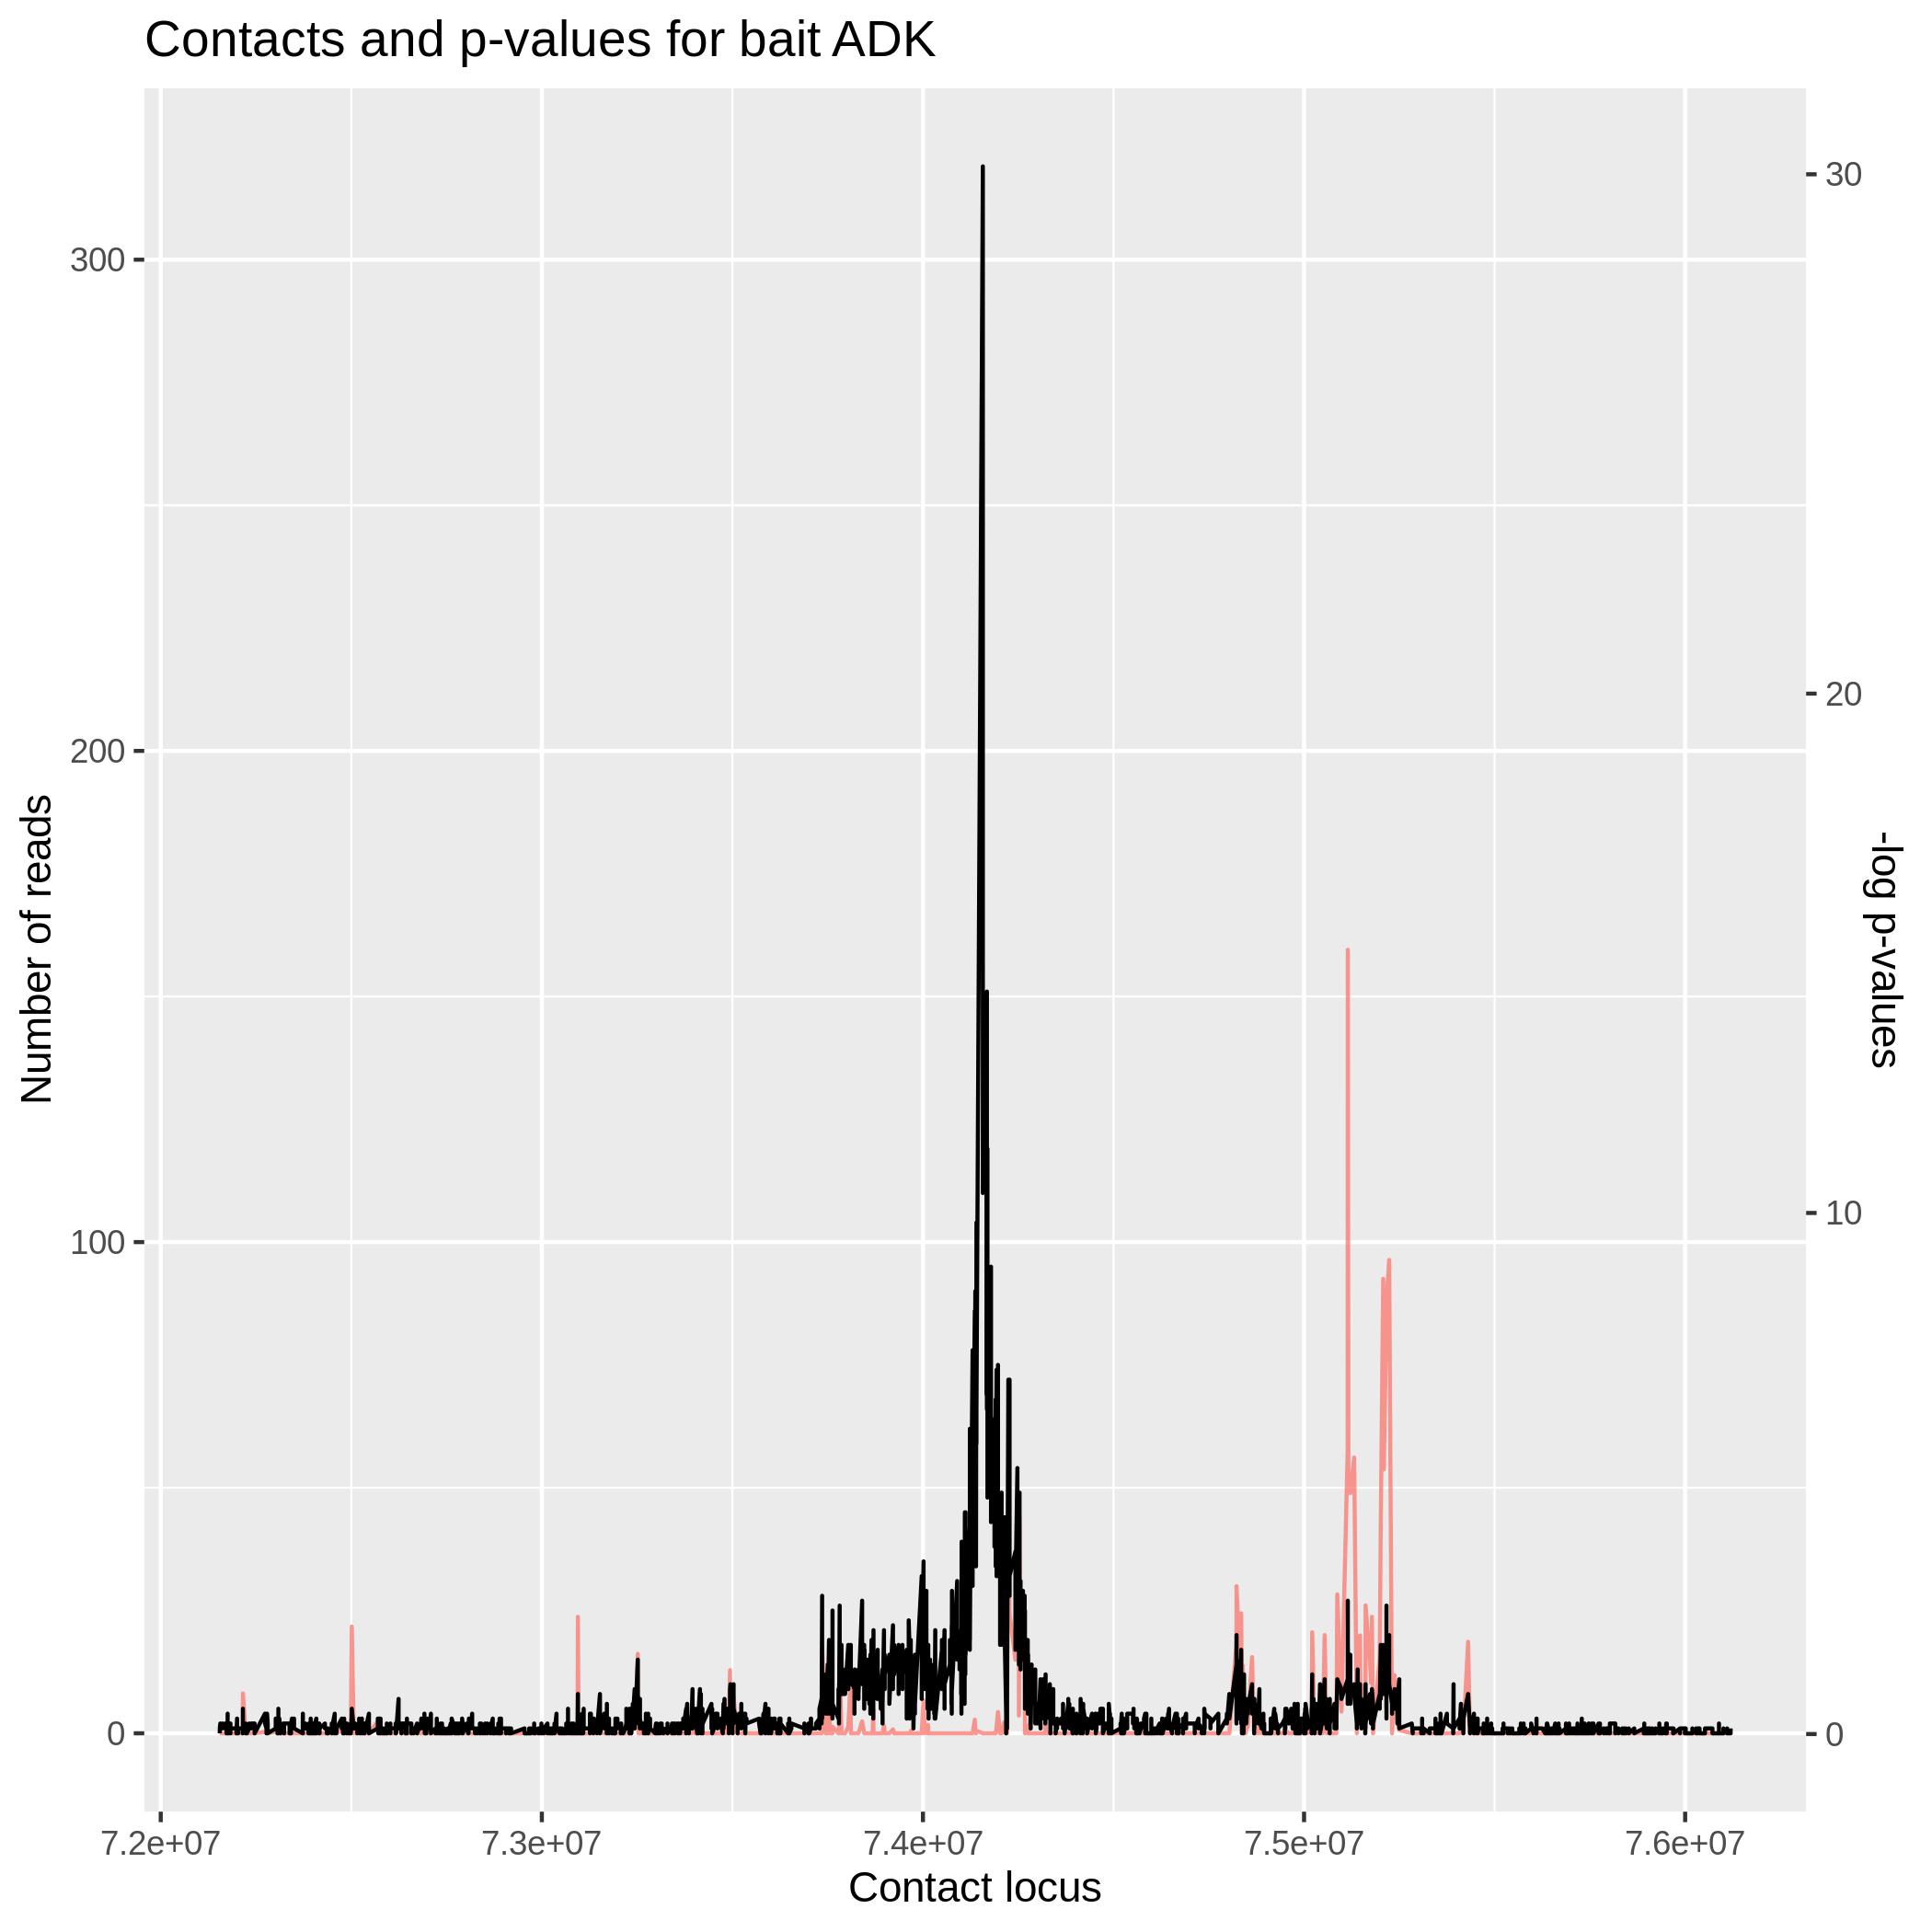 Contacts and p-values for bait ADK
300
200
100
0
Number of reads
30
20
10
0
-log p-values
7.2e+07
7.3e+07
7.4e+07
7.5e+07
7.6e+07
Contact locus